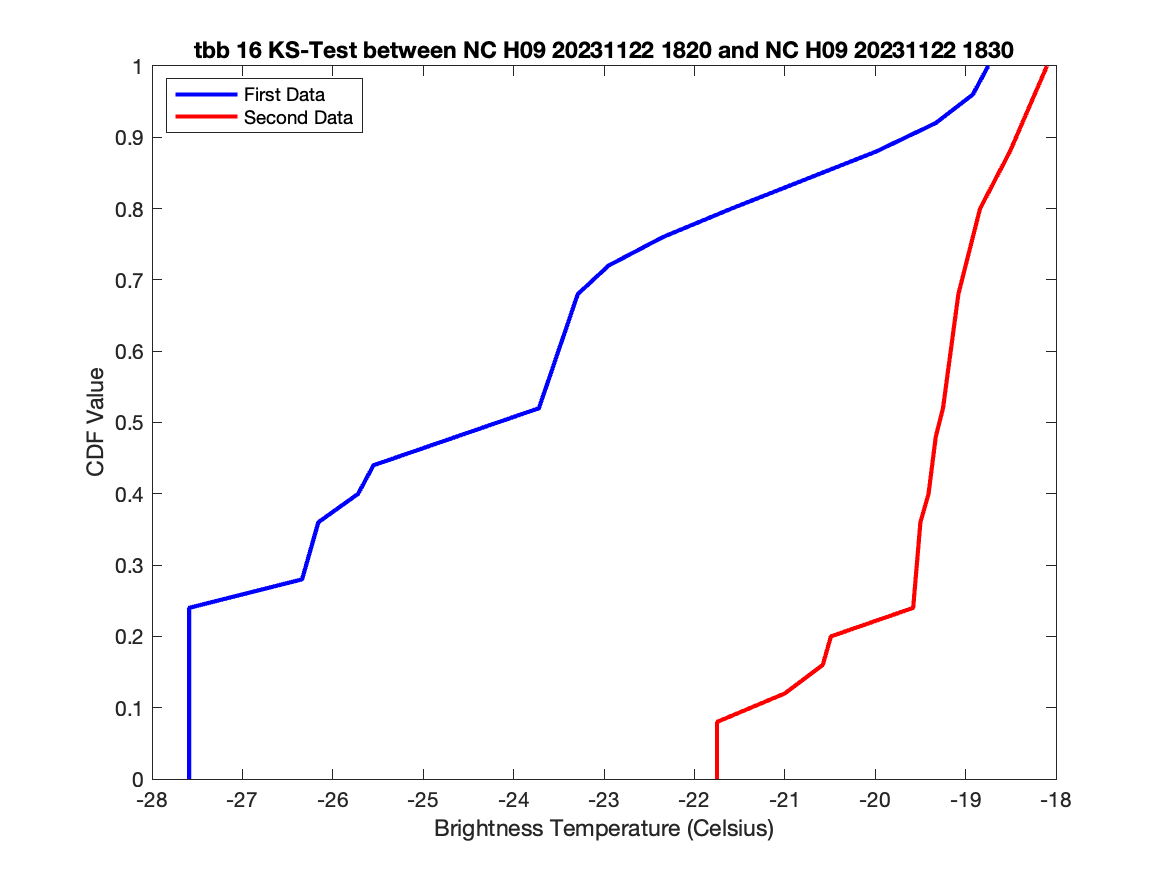 tbb 16 KS-Test between NC H09 20231122 1820 and NC H09 20231122 1830
First Data
Second Data
1
0.9
0.8
0.7
0.6
0.5
0.4
0.3
0.2
0.1
0
CDF Value
-28 -27 -26 -25 -24 -23 -22 -21 -20 -19 -18
Brightness Temperature (Celsius)